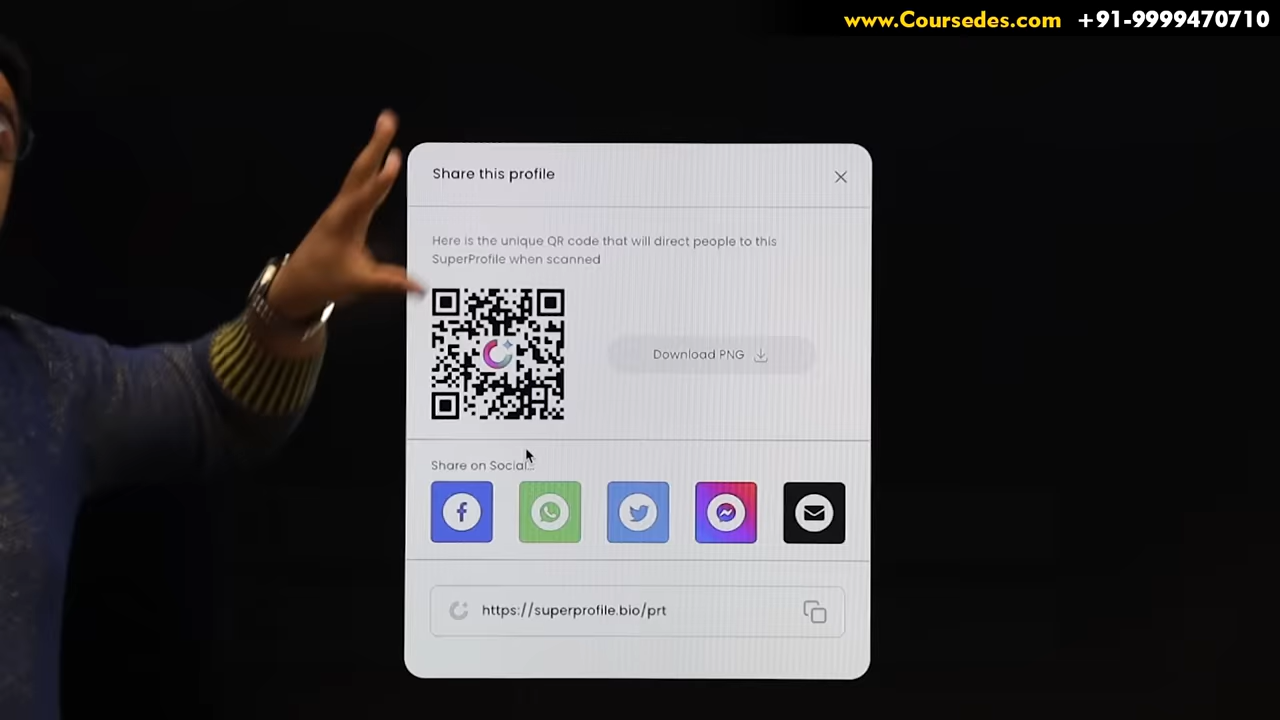 www.Coursedes.com +91-9999470710
Share this profile
Here is the unique QR code that will direct people to this
SuperProfile when scanned
Download PNG
Share on Social...
https://superprofile.bio/prt